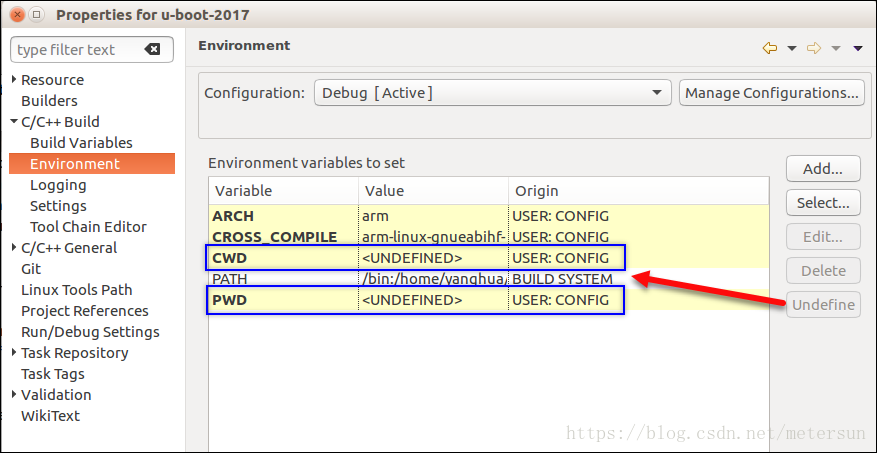 Properties for u-boot-2017
type filter text
Resource
Builders
C/C++ Build
Build Variables
Environment
Logging
Settings
Tool Chain Editor
C/C++ General
Git
Linux Tools Path
Project References
Run/Debug Settings
Task Repository
Task Tags
Validation
WikiText
Environment
Configuration: Debug [ Active ] Manage Configurations...
Environment variables to set
Variable Value Origin
ARCH arm USER: CONFIG
CROSS_COMPILE arm-linux-gnueabihf- USER: CONFIG
CWD <UNDEFINED> USER: CONFIG
PATH /bin:/home/yanghua/ BUILD SYSTEM
PWD <UNDEFINED> USER: CONFIG
Add...
Select...
Edit...
Delete
Undefine
https://blog.csdn.net/metersun